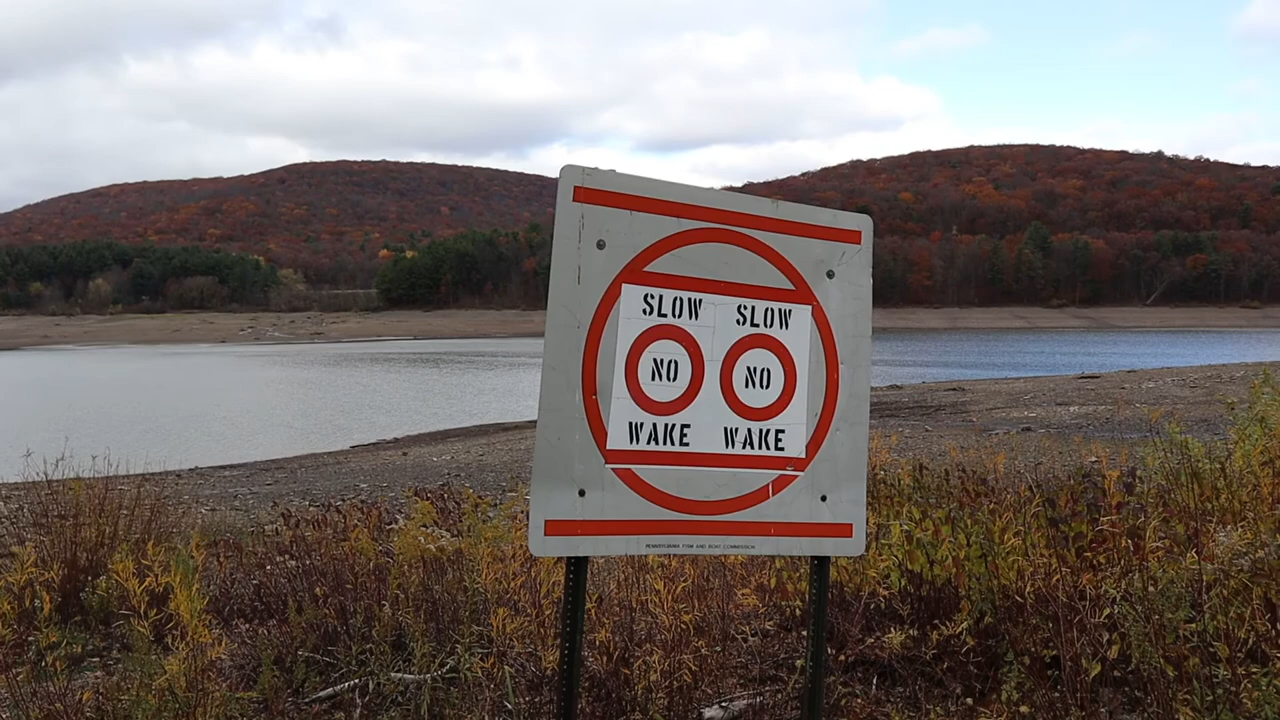 SLOW SLOW
NO NO
WAKE WAKE
PENNSYLVANIA FISH AND BOAT COMMISSION